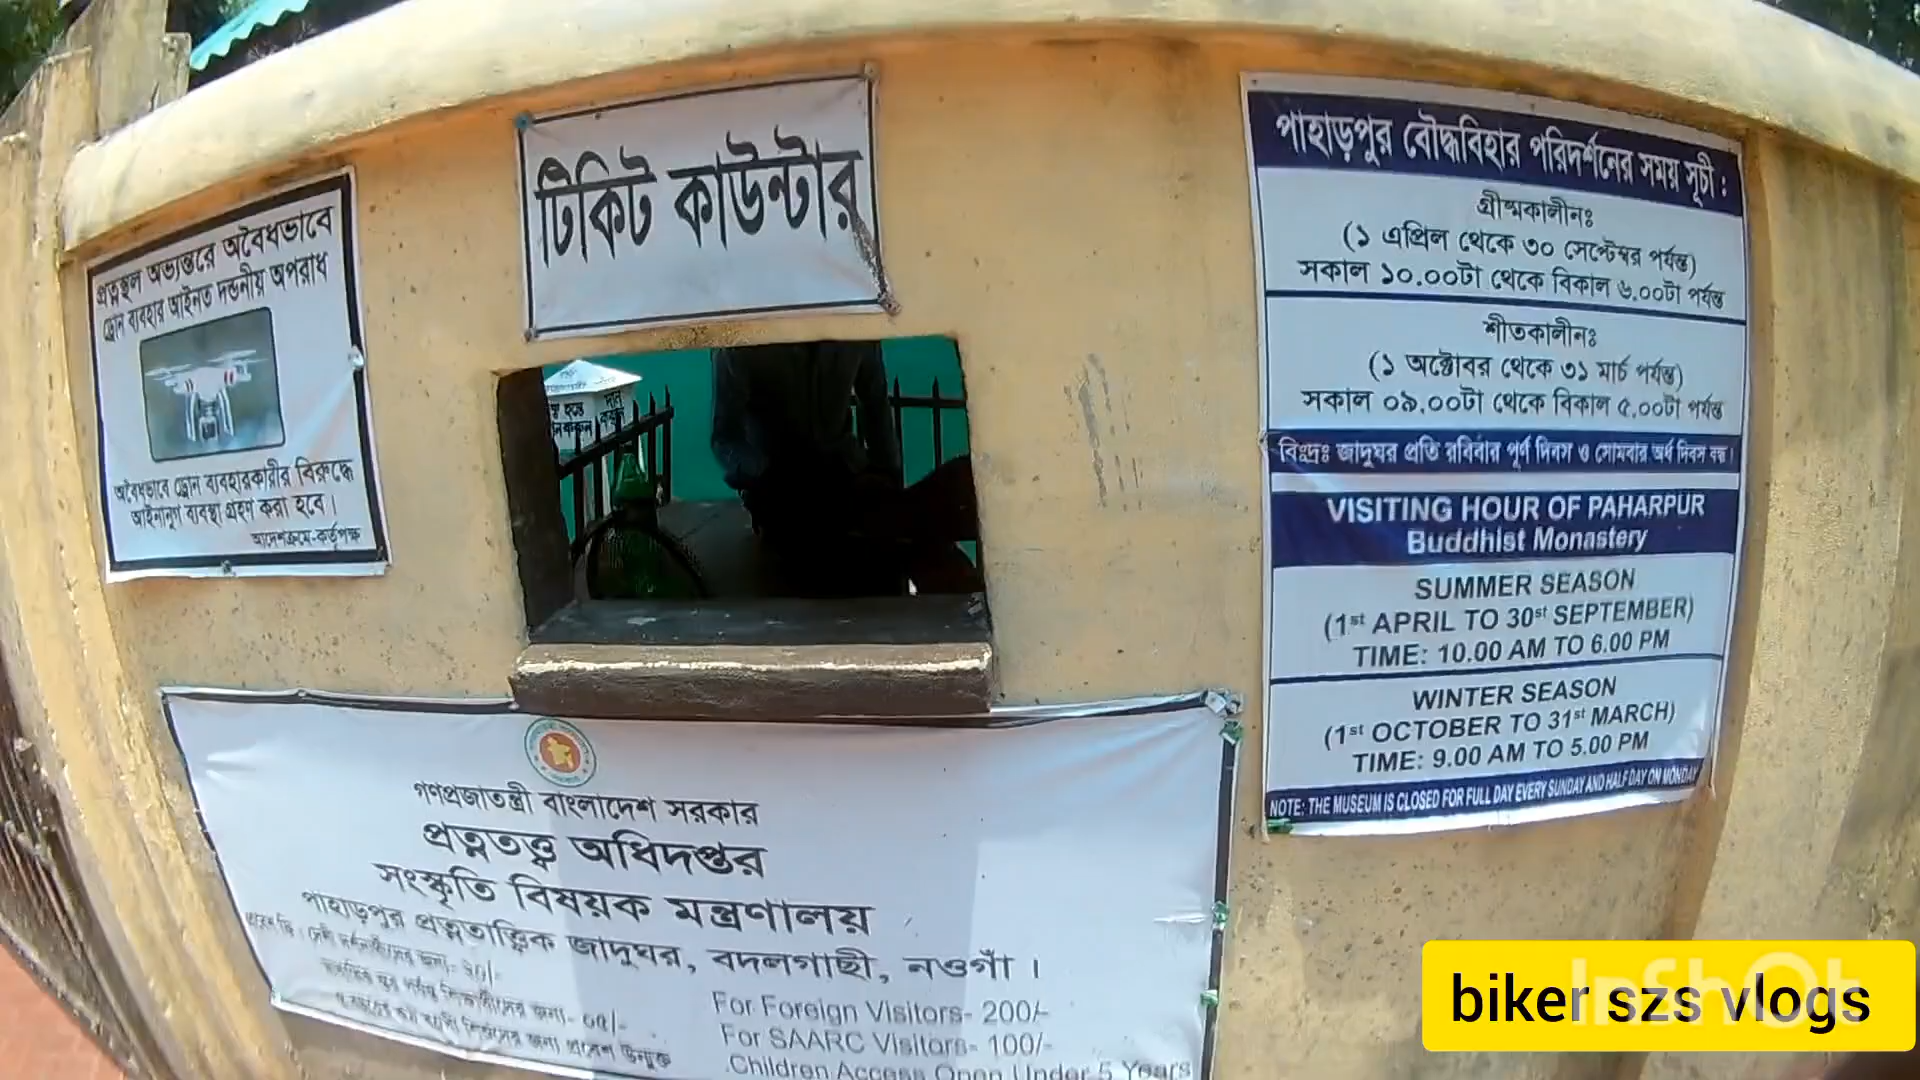 প্রত্নস্থল অভ্যন্তরে অবৈধভাবে
ড্রোন ব্যবহার আইনত দন্ডনীয় অপরাধ
অবৈধভাবে ড্রোন ব্যবহারকারীর বিরুদ্ধে
আইনানুগ ব্যবস্থা গ্রহণ করা হবে।
আদেশক্রমে-কর্তৃপক্ষ
টিকিট কাউন্টার
পাহাড়পুর বৌদ্ধবিহার পরিদর্শনের সময় সূচী :
গ্রীষ্মকালীনঃ
(১ এপ্রিল থেকে ৩০ সেপ্টেম্বর পর্যন্ত)
সকাল ১০.০০টা থেকে বিকাল ৬.০০টা পর্যন্ত
শীতকালীনঃ
(১ অক্টোবর থেকে ৩১ মার্চ পর্যন্ত)
সকাল ০৯.০০টা থেকে বিকাল ৫.০০টা পর্যন্ত
বিঃদ্রঃ জাদুঘর প্রতি রবিবার পূর্ণ দিবস ও সোমবার অর্ধ দিবস বন্ধ।
VISITING HOUR OF PAHARPUR
Buddhist Monastery
SUMMER SEASON
(1st APRIL TO 30st SEPTEMBER)
TIME: 10.00 AM TO 6.00 PM
WINTER SEASON
(1st OCTOBER TO 31st MARCH)
TIME: 9.00 AM TO 5.00 PM
NOTE: THE MUSEUM IS CLOSED FOR FULL DAY EVERY SUNDAY AND HALF DAY ON MONDAY
গণপ্রজাতন্ত্রী বাংলাদেশ সরকার
প্রত্নতত্ত্ব অধিদপ্তর
সংস্কৃতি বিষয়ক মন্ত্রণালয়
পাহাড়পুর প্রত্নতাত্ত্বিক জাদুঘর, বদলগাছী, নওগাঁ।
For Foreign Visitors- 200/-
For SAARC Visitors- 100/-
Children Access Open Under 5 Years
biker szs vlogs
InShOt